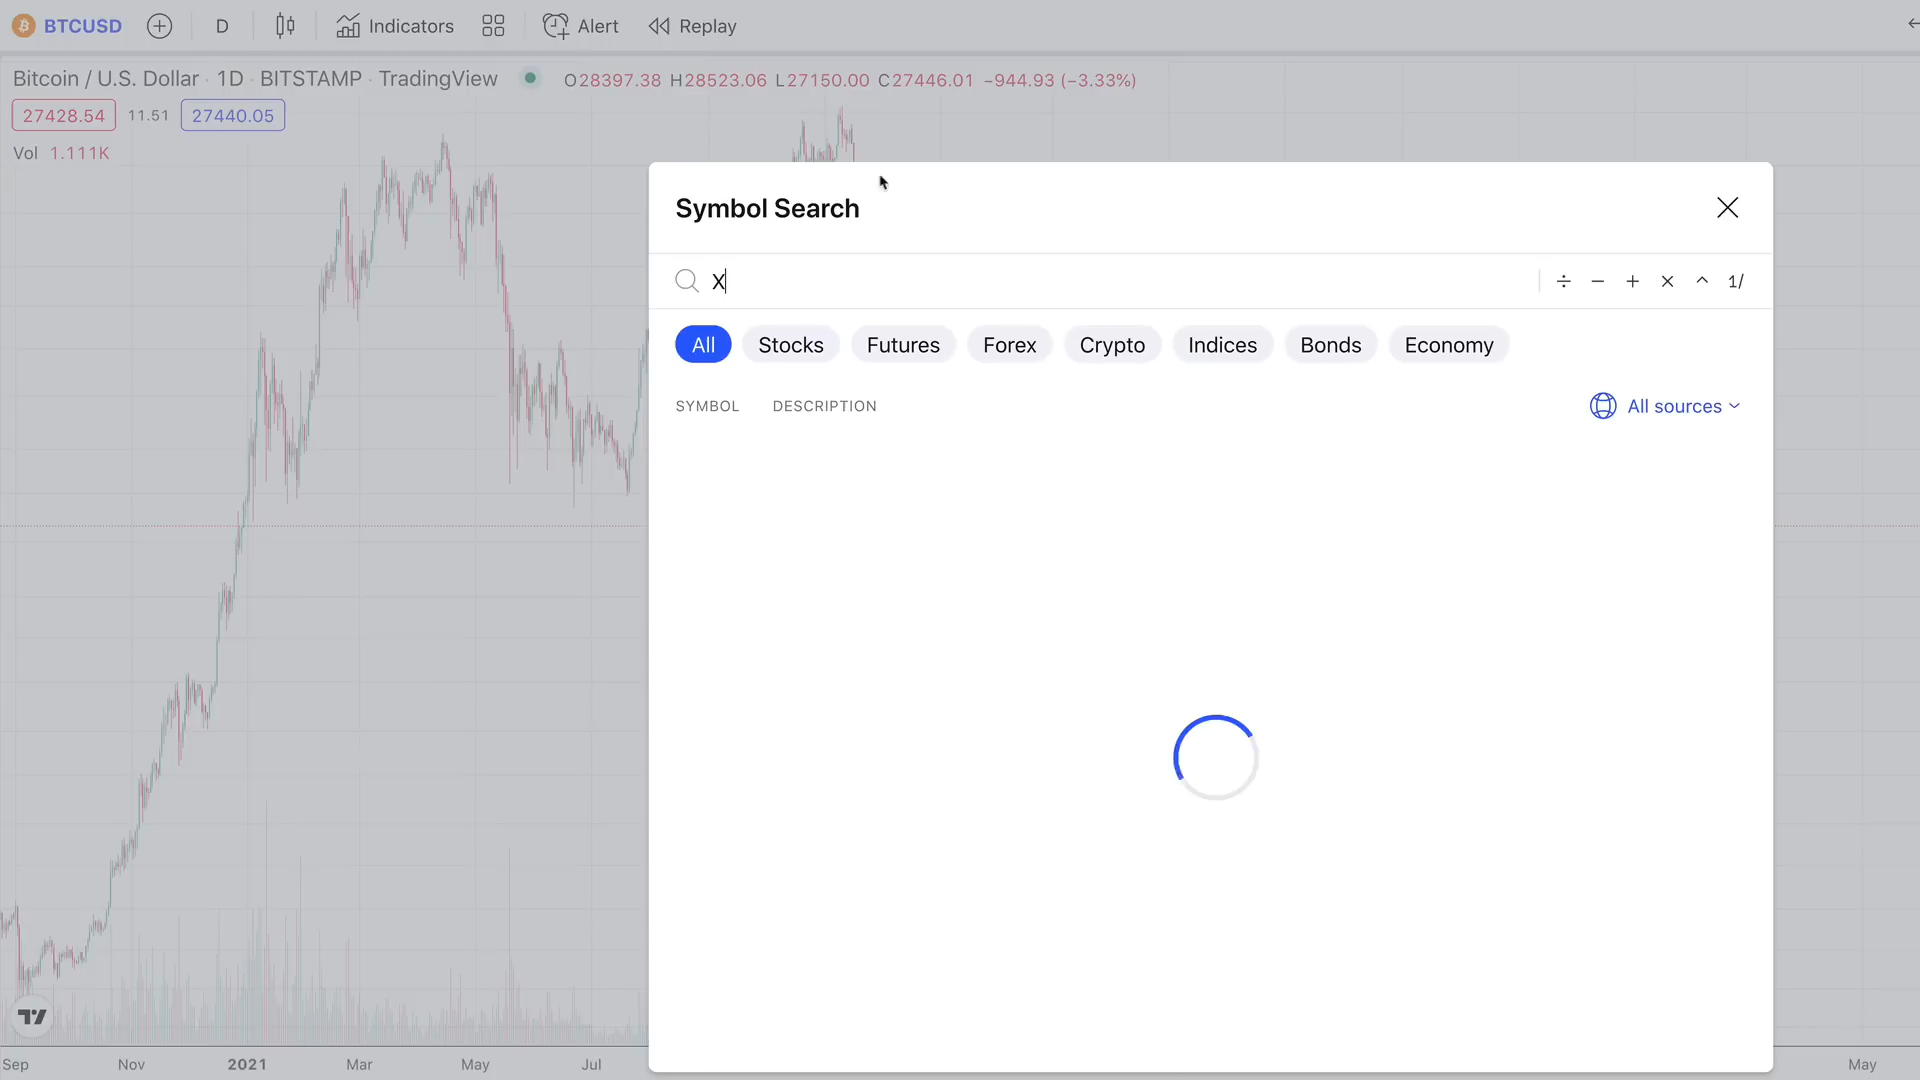 BTCUSD D Indicators Alert Replay
Bitcoin / U.S. Dollar · 1D · BITSTAMP · TradingView O28397.38 H28523.06 L27150.00 C27446.01 −944.93 (−3.33%)
27428.54 11.51 27440.05
Vol 1.111K
Symbol Search
X ÷ − + × ^ 1/
All Stocks Futures Forex Crypto Indices Bonds Economy
SYMBOL DESCRIPTION All sources
Sep Nov 2021 Mar May Jul May